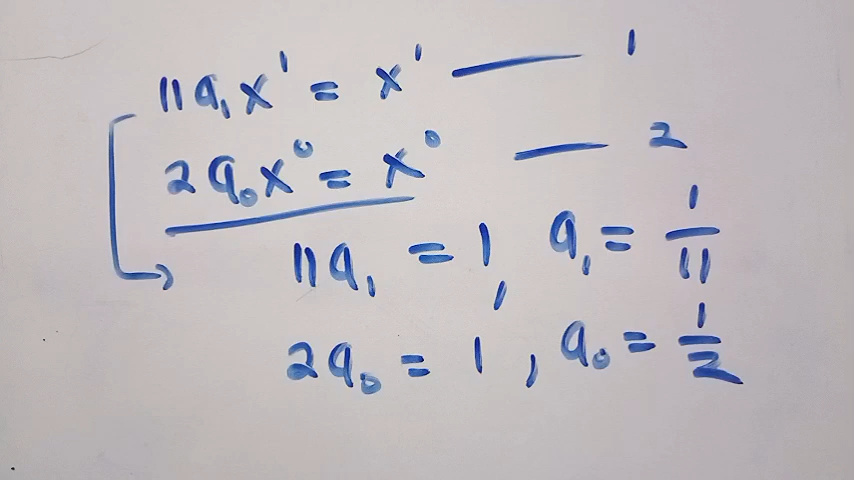 11a₁x¹ = x¹ —— 1
2a₀x⁰ = x⁰ —— 2
11a₁ = 1, a₁ = 1/11
2a₀ = 1, a₀ = 1/2